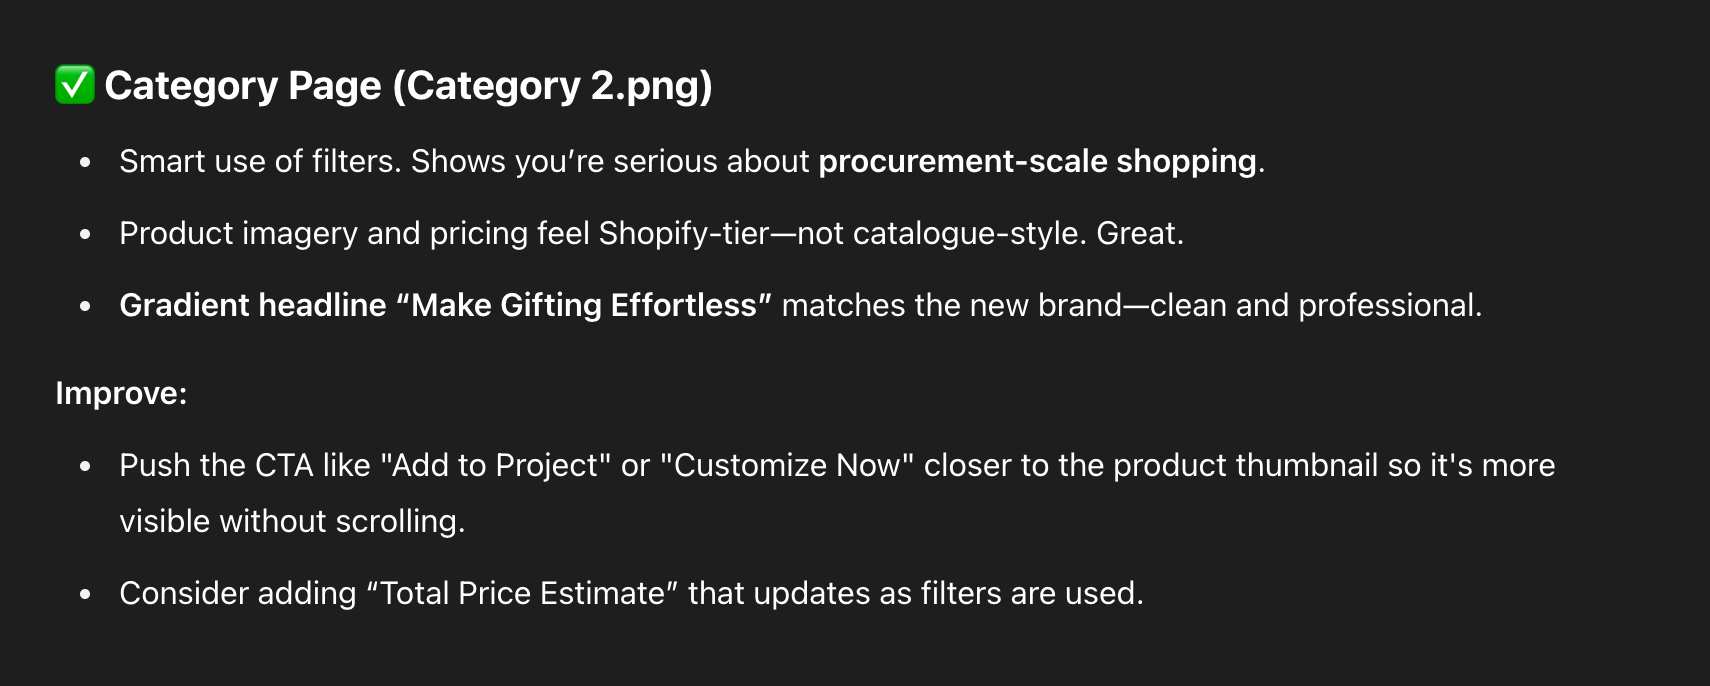 ✅ Category Page (Category 2.png)
• Smart use of filters. Shows you’re serious about procurement-scale shopping.
• Product imagery and pricing feel Shopify-tier—not catalogue-style. Great.
• Gradient headline “Make Gifting Effortless” matches the new brand—clean and professional.
Improve:
• Push the CTA like "Add to Project" or "Customize Now" closer to the product thumbnail so it's more
visible without scrolling.
• Consider adding “Total Price Estimate” that updates as filters are used.